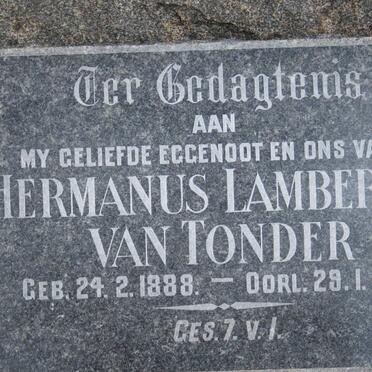 Ter Gedagtenis
AAN
MY GELIEFDE EGGENOOT EN ONS VA
HERMANUS LAMBER
VAN TONDER
GEB. 24. 2. 1888. — OORL. 29. 1.
GES. 7. V. 1.